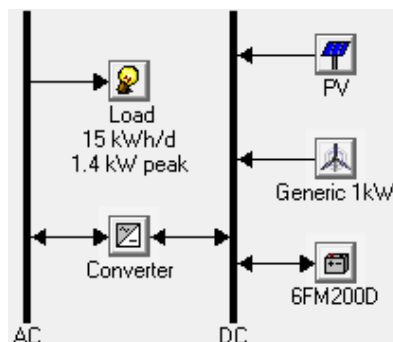 PV
Load
15 kWh/d
1.4 kW peak
Generic 1kW
Converter
6FM200D
AC
DC